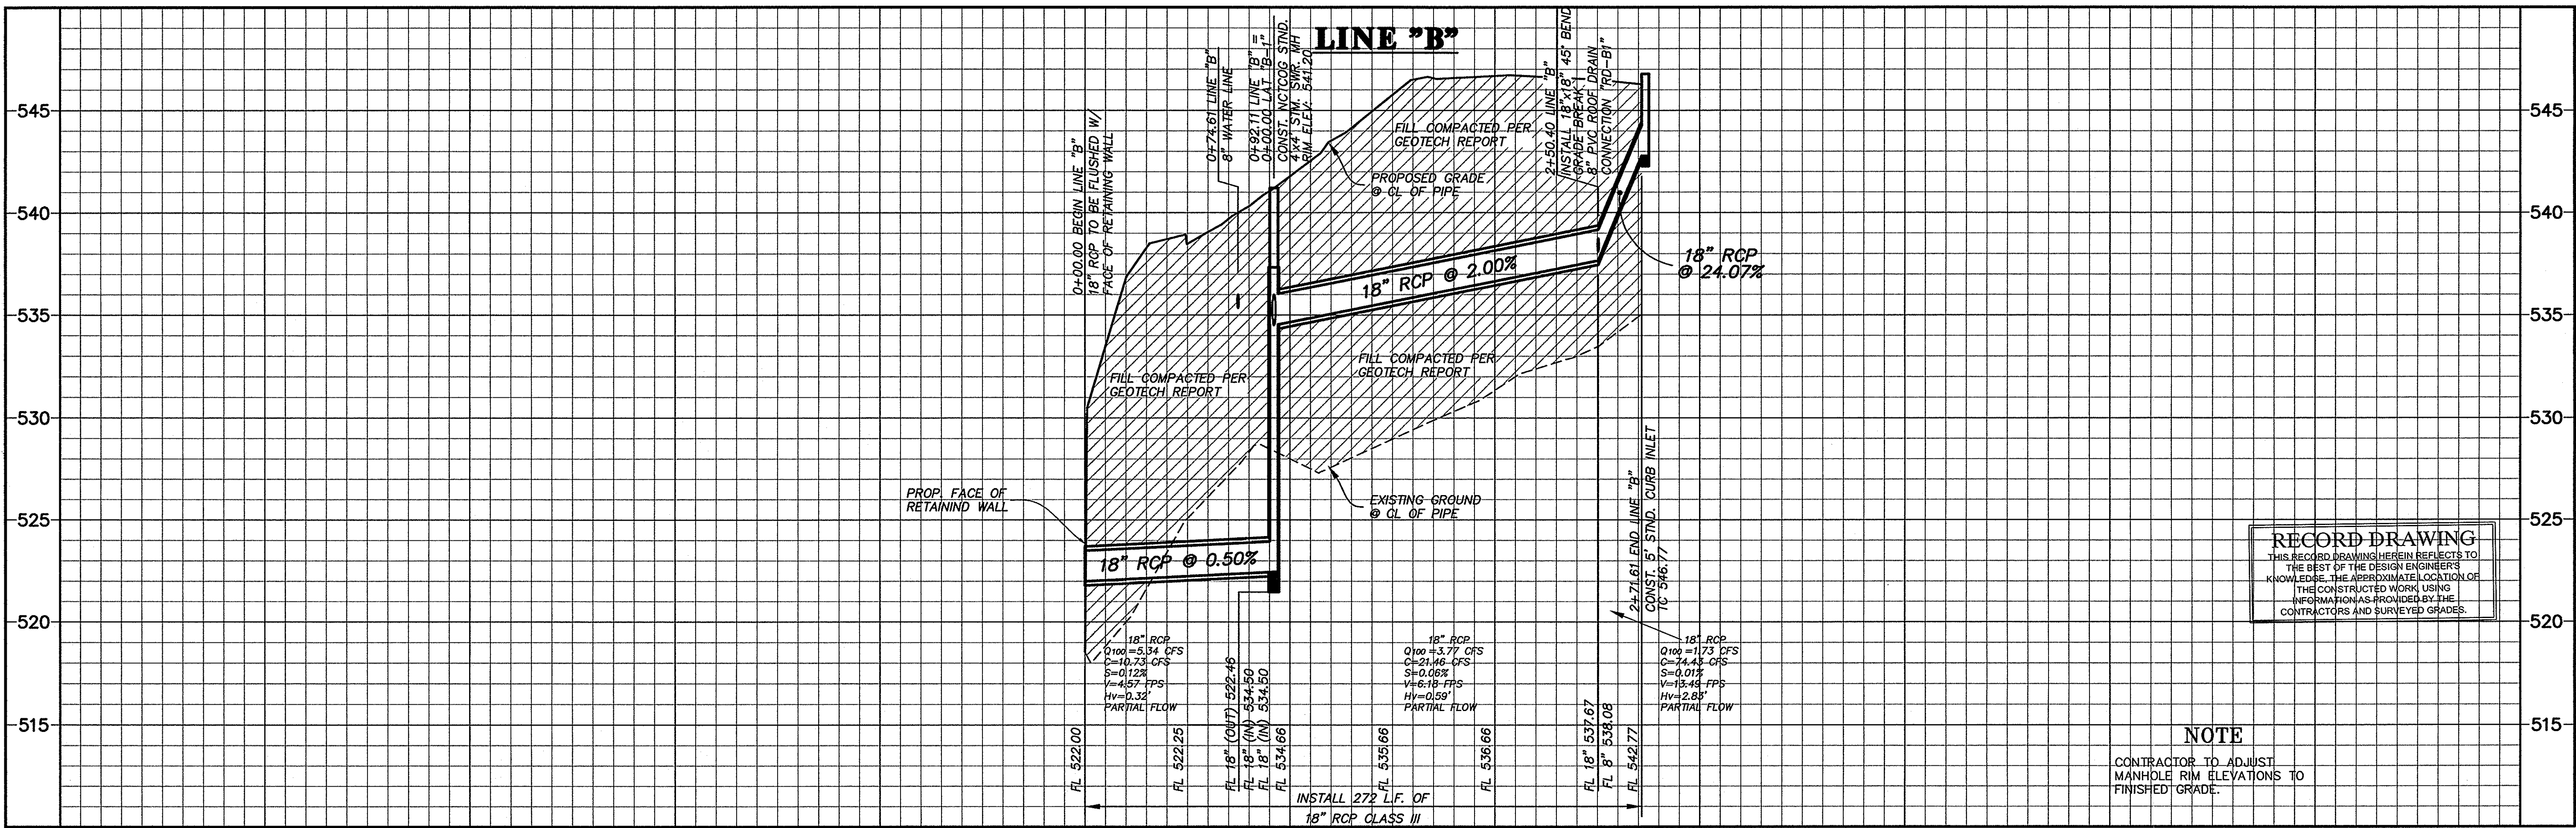 LINE "B"
545
540
535
530
525
520
515
545
540
535
530
525
520
515
0+00.00 BEGIN LINE "B"
18" RCP TO BE FLUSHED W/
FACE OF RETAINING WALL
0+74.61 LINE "B"
8" WATER LINE
0+92.11 LINE "B" =
0+00.00 LAT "B-1"
CONST. NCTCOG STND.
4'x4' STM. SWR. MH
RIM ELEV: 541.20
2+50.40 LINE "B"
INSTALL 18"x18" 45° BEND
GRADE BREAK
8" PVC ROOF DRAIN
CONNECTION "RD-B1"
FILL COMPACTED PER
GEOTECH REPORT
PROPOSED GRADE
@ CL OF PIPE
18" RCP
@ 24.07%
18" RCP @ 2.00%
FILL COMPACTED PER
GEOTECH REPORT
FILL COMPACTED PER
GEOTECH REPORT
PROP. FACE OF
RETAININD WALL
EXISTING GROUND
@ CL OF PIPE
18" RCP @ 0.50%
2+71.61 END LINE "B"
CONST. 5' STND. CURB INLET
TC 546.77
RECORD DRAWING
THIS RECORD DRAWING HEREIN REFLECTS TO
THE BEST OF THE DESIGN ENGINEER'S
KNOWLEDGE, THE APPROXIMATE LOCATION OF
THE CONSTRUCTED WORK, USING
INFORMATION AS PROVIDED BY THE
CONTRACTORS AND SURVEYED GRADES.
18" RCP
Q100 =5.34 CFS
C=10.73 CFS
S=0.12%
V=4.57 FPS
Hv=0.32'
PARTIAL FLOW
18" RCP
Q100 =3.77 CFS
C=21.46 CFS
S=0.06%
V=6.18 FPS
Hv=0.59'
PARTIAL FLOW
18" RCP
Q100 =1.73 CFS
C=74.43 CFS
S=0.01%
V=13.49 FPS
Hv=2.83'
PARTIAL FLOW
FL 522.00
FL 522.25
FL 18" (OUT) 522.46
FL 18" (IN) 534.50
FL 18" (IN) 534.50
FL 534.66
FL 535.66
FL 536.66
FL 18" 537.67
FL 8" 538.08
FL 542.77
INSTALL 272 L.F. OF
18" RCP CLASS III
NOTE
CONTRACTOR TO ADJUST
MANHOLE RIM ELEVATIONS TO
FINISHED GRADE.